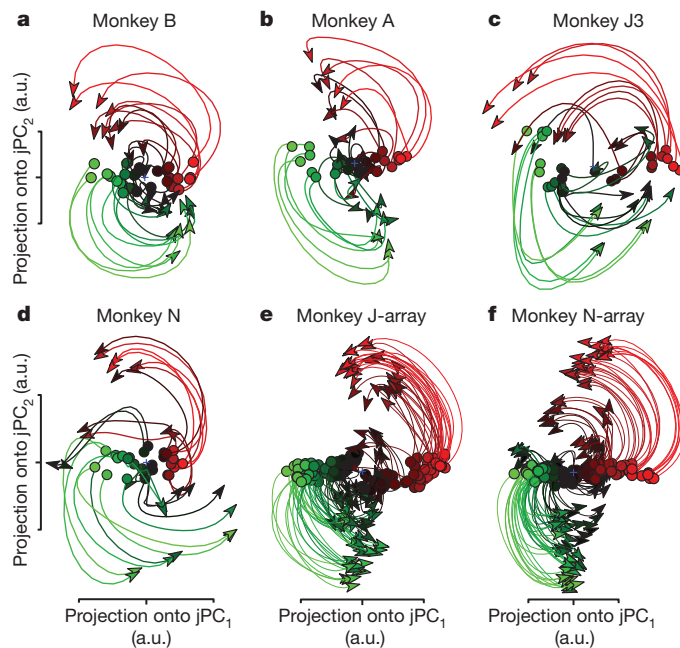 a Monkey B
b Monkey A
c Monkey J3
Projection onto jPC2 (a.u.)
d Monkey N
e Monkey J-array
f Monkey N-array
Projection onto jPC2 (a.u.)
Projection onto jPC1
(a.u.)
Projection onto jPC1
(a.u.)
Projection onto jPC1
(a.u.)